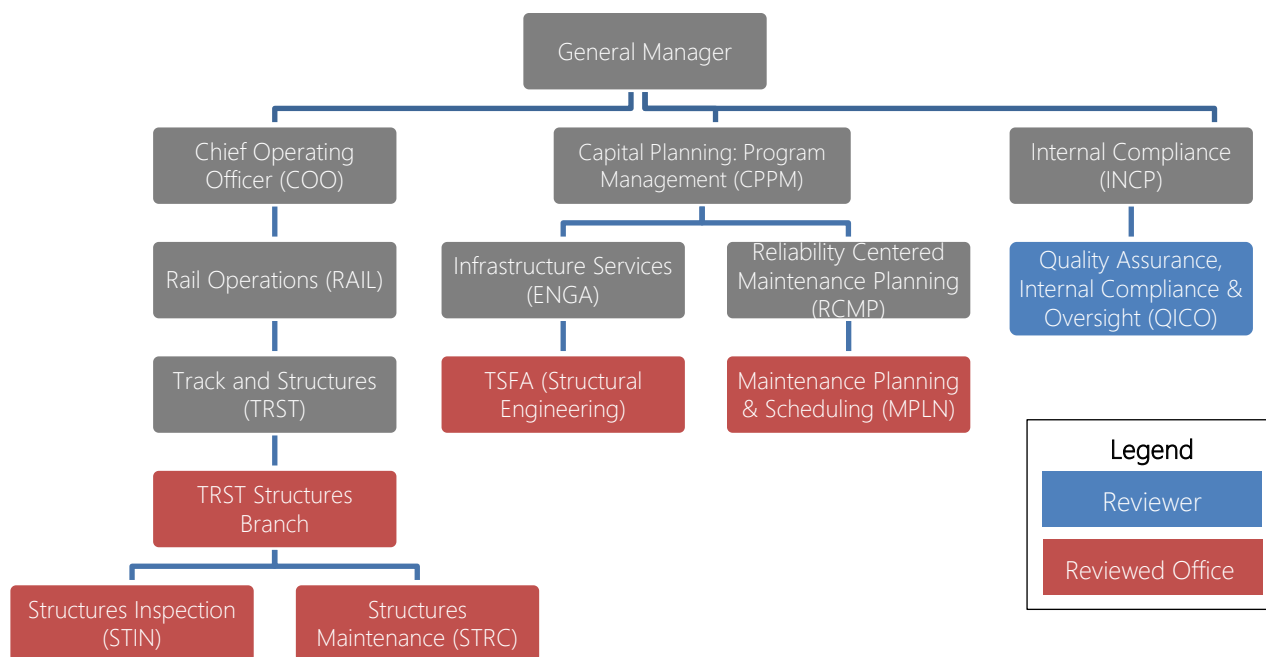 General Manager
Chief Operating
Officer (COO)
Capital Planning: Program
Management (CPPM)
Internal Compliance
(INCP)
Rail Operations (RAIL)
Infrastructure Services
(ENGA)
Reliability Centered
Maintenance Planning
(RCMP)
Quality Assurance,
Internal Compliance &
Oversight (QICO)
Track and Structures
(TRST)
TSFA (Structural
Engineering)
Maintenance Planning
& Scheduling (MPLN)
TRST Structures
Branch
Structures Inspection
(STIN)
Structures
Maintenance (STRC)
Legend
Reviewer
Reviewed Office